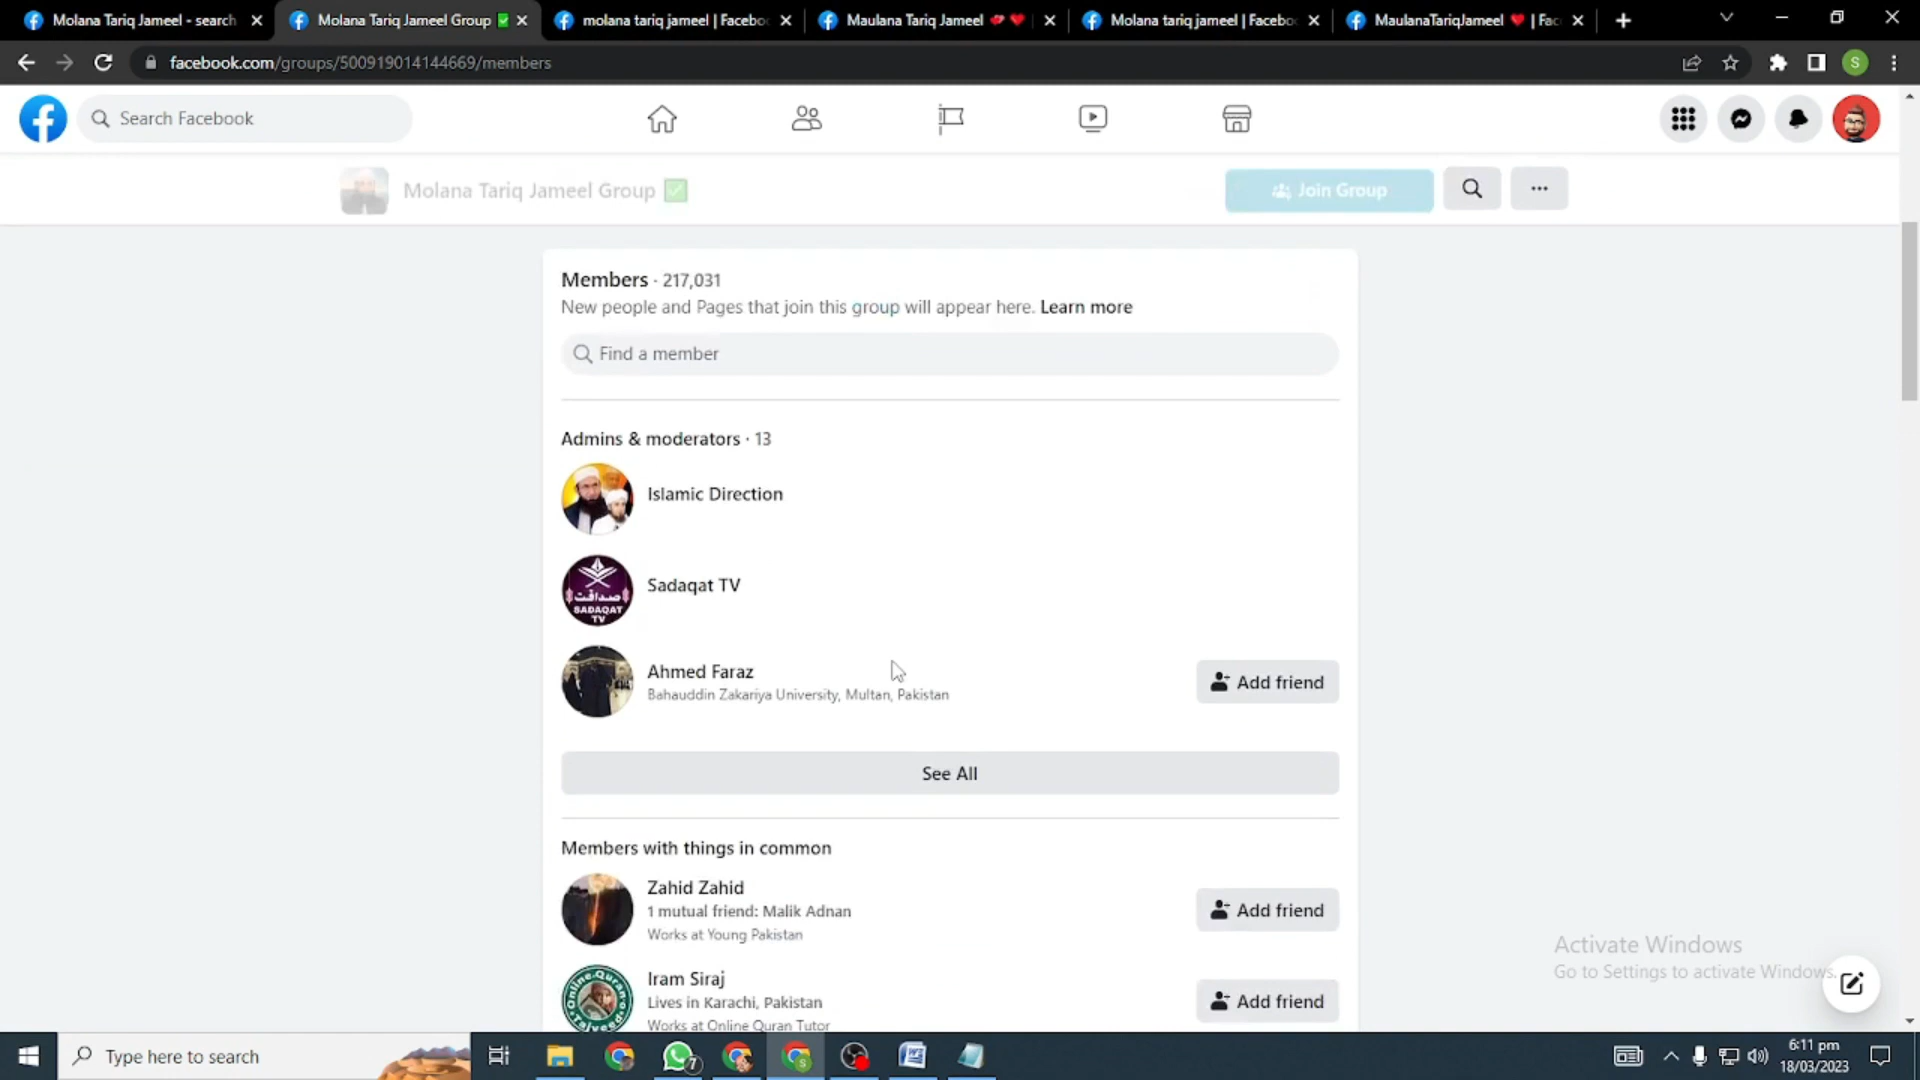 Molana Tariq Jameel - search
Molana Tariq Jameel Group ✅
molana tariq jameel | Facebo
Maulana Tariq Jameel
Molana tariq jameel | Facebo
MaulanaTariqJameel ❤ | Fac
facebook.com/groups/500919014144669/members
S
Search Facebook
Molana Tariq Jameel Group ✅
Join Group
Members · 217,031
New people and Pages that join this group will appear here. Learn more
Find a member
Admins & moderators · 13
Islamic Direction
صداقت
SADAQAT
TV
Sadaqat TV
Ahmed Faraz
Bahauddin Zakariya University, Multan, Pakistan
Add friend
See All
Members with things in common
Zahid Zahid
1 mutual friend: Malik Adnan
Works at Young Pakistan
Add friend
Online Quran
Tajweed
Iram Siraj
Lives in Karachi, Pakistan
Works at Online Quran Tutor
Add friend
Activate Windows
Go to Settings to activate Windows.
Type here to search
7
S
6:11 pm
18/03/2023